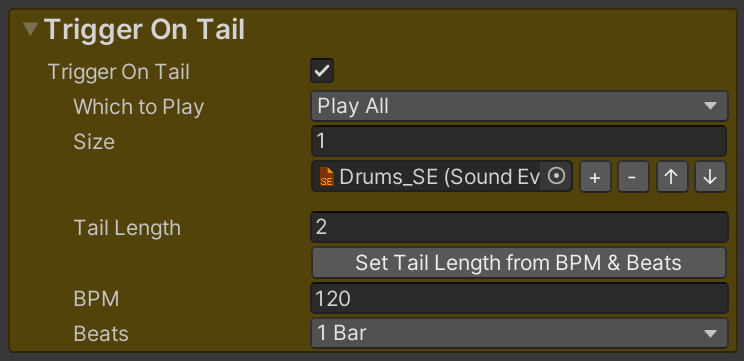 Trigger On Tail
Trigger On Tail
Which to Play Play All
Size 1
SE Drums_SE (Sound Ev + - ↑ ↓
Tail Length 2
Set Tail Length from BPM & Beats
BPM 120
Beats 1 Bar